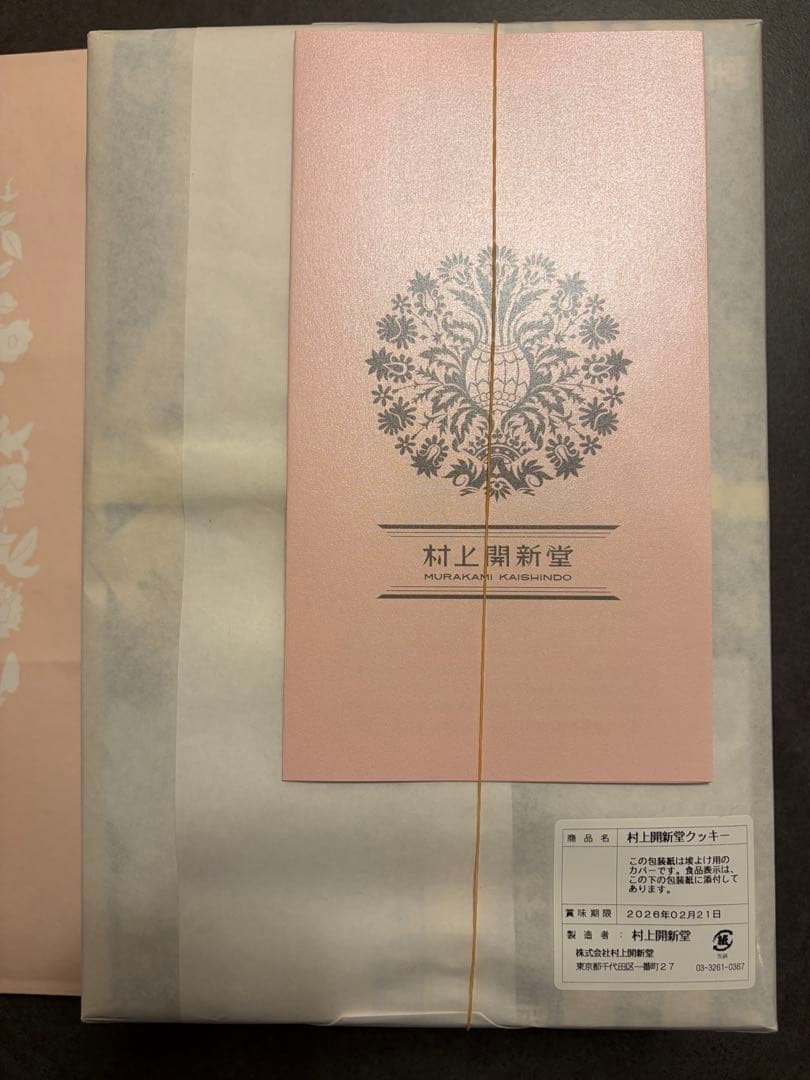 村上開新堂
MURAKAMI KAISHINDO
商品名 村上開新堂クッキー
この包装紙は埃よけ用の
カバーです。食品表示は、
この下の包装紙に添付して
あります。
賞味期限 2026年02月21日
製造者： 村上開新堂
株式会社村上開新堂
東京都千代田区一番町27 03-3261-0367
紙
包紙